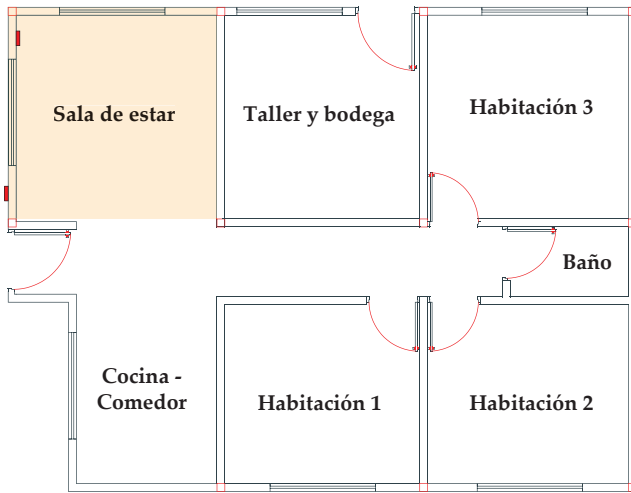 Sala de estar
Taller y bodega
Habitación 3
Baño
Cocina -
Comedor
Habitación 1
Habitación 2